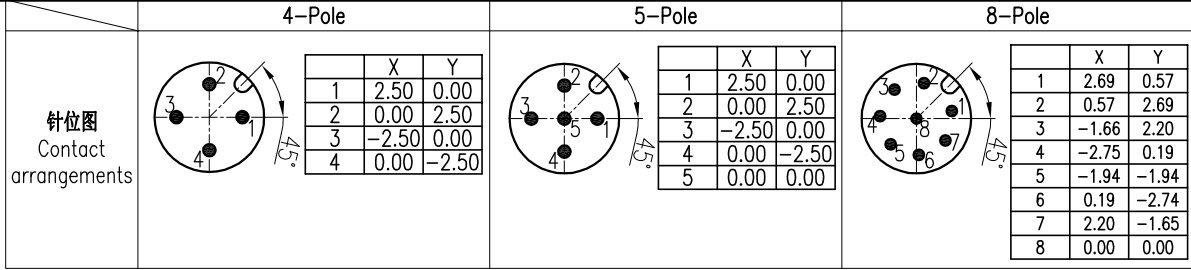 4-Pole 5-Pole 8-Pole
针位图
Contact
arrangements
2
3
1
4
45°
X Y
1 2.50 0.00
2 0.00 2.50
3 -2.50 0.00
4 0.00 -2.50
2
3
5 1
4
45°
X Y
1 2.50 0.00
2 0.00 2.50
3 -2.50 0.00
4 0.00 -2.50
5 0.00 0.00
2
3
1
4
8
7
5
6
45°
X Y
1 2.69 0.57
2 0.57 2.69
3 -1.66 2.20
4 -2.75 0.19
5 -1.94 -1.94
6 0.19 -2.74
7 2.20 -1.65
8 0.00 0.00